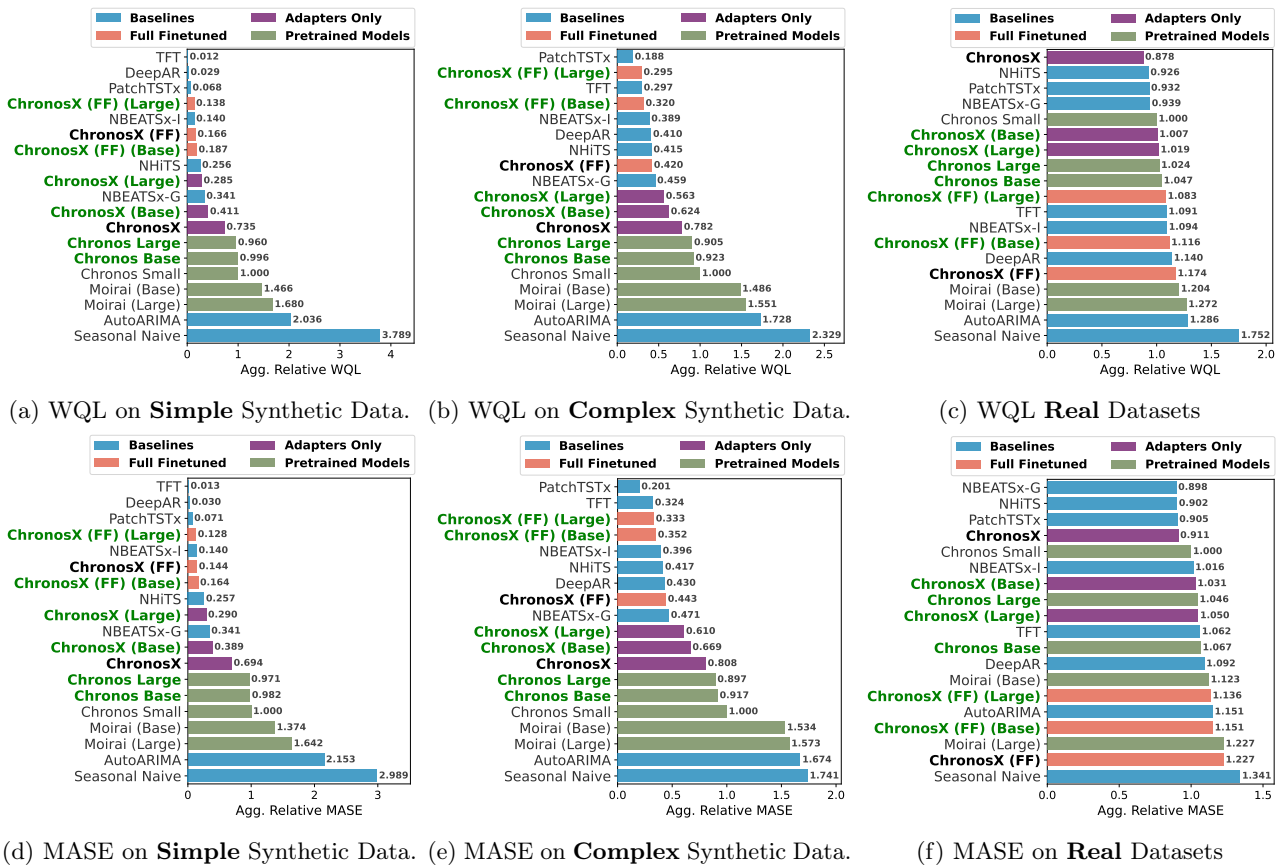 Baselines
Full Finetuned
Adapters Only
Pretrained Models
TFT 0.012
DeepAR 0.029
PatchTSTx 0.068
ChronosX (FF) (Large) 0.138
NBEATSx-I 0.140
ChronosX (FF) 0.166
ChronosX (FF) (Base) 0.187
NHiTS 0.256
ChronosX (Large) 0.285
NBEATSx-G 0.341
ChronosX (Base) 0.411
ChronosX 0.735
Chronos Large 0.960
Chronos Base 0.996
Chronos Small 1.000
Moirai (Base) 1.466
Moirai (Large) 1.680
AutoARIMA 2.036
Seasonal Naive 3.789
0 1 2 3 4
Agg. Relative WQL
(a) WQL on Simple Synthetic Data.
Baselines
Full Finetuned
Adapters Only
Pretrained Models
PatchTSTx 0.188
ChronosX (FF) (Large) 0.295
TFT 0.297
ChronosX (FF) (Base) 0.320
NBEATSx-I 0.389
DeepAR 0.410
NHiTS 0.415
ChronosX (FF) 0.420
NBEATSx-G 0.459
ChronosX (Large) 0.563
ChronosX (Base) 0.624
ChronosX 0.782
Chronos Large 0.905
Chronos Base 0.923
Chronos Small 1.000
Moirai (Base) 1.486
Moirai (Large) 1.551
AutoARIMA 1.728
Seasonal Naive 2.329
0.0 0.5 1.0 1.5 2.0 2.5
Agg. Relative WQL
(b) WQL on Complex Synthetic Data.
Baselines
Full Finetuned
Adapters Only
Pretrained Models
ChronosX 0.878
NHiTS 0.926
PatchTSTx 0.932
NBEATSx-G 0.939
Chronos Small 1.000
ChronosX (Base) 1.007
ChronosX (Large) 1.019
Chronos Large 1.024
Chronos Base 1.047
ChronosX (FF) (Large) 1.083
TFT 1.091
NBEATSx-I 1.094
ChronosX (FF) (Base) 1.116
DeepAR 1.140
ChronosX (FF) 1.174
Moirai (Base) 1.204
Moirai (Large) 1.272
AutoARIMA 1.286
Seasonal Naive 1.752
0.0 0.5 1.0 1.5 2.0
Agg. Relative WQL
(c) WQL Real Datasets
Baselines
Full Finetuned
Adapters Only
Pretrained Models
TFT 0.013
DeepAR 0.030
PatchTSTx 0.071
ChronosX (FF) (Large) 0.128
NBEATSx-I 0.140
ChronosX (FF) 0.144
ChronosX (FF) (Base) 0.164
NHiTS 0.257
ChronosX (Large) 0.290
NBEATSx-G 0.341
ChronosX (Base) 0.389
ChronosX 0.694
Chronos Large 0.971
Chronos Base 0.982
Chronos Small 1.000
Moirai (Base) 1.374
Moirai (Large) 1.642
AutoARIMA 2.153
Seasonal Naive 2.989
0 1 2 3
Agg. Relative MASE
(d) MASE on Simple Synthetic Data.
Baselines
Full Finetuned
Adapters Only
Pretrained Models
PatchTSTx 0.201
TFT 0.324
ChronosX (FF) (Large) 0.333
ChronosX (FF) (Base) 0.352
NBEATSx-I 0.396
NHiTS 0.417
DeepAR 0.430
ChronosX (FF) 0.443
NBEATSx-G 0.471
ChronosX (Large) 0.610
ChronosX (Base) 0.669
ChronosX 0.808
Chronos Large 0.897
Chronos Base 0.917
Chronos Small 1.000
Moirai (Base) 1.534
Moirai (Large) 1.573
AutoARIMA 1.674
Seasonal Naive 1.741
0.0 0.5 1.0 1.5 2.0
Agg. Relative MASE
(e) MASE on Complex Synthetic Data.
Baselines
Full Finetuned
Adapters Only
Pretrained Models
NBEATSx-G 0.898
NHiTS 0.902
PatchTSTx 0.905
ChronosX 0.911
Chronos Small 1.000
NBEATSx-I 1.016
ChronosX (Base) 1.031
Chronos Large 1.046
ChronosX (Large) 1.050
TFT 1.062
Chronos Base 1.067
DeepAR 1.092
Moirai (Base) 1.123
ChronosX (FF) (Large) 1.136
AutoARIMA 1.151
ChronosX (FF) (Base) 1.151
Moirai (Large) 1.227
ChronosX (FF) 1.227
Seasonal Naive 1.341
0.0 0.5 1.0 1.5
Agg. Relative MASE
(f) MASE on Real Datasets